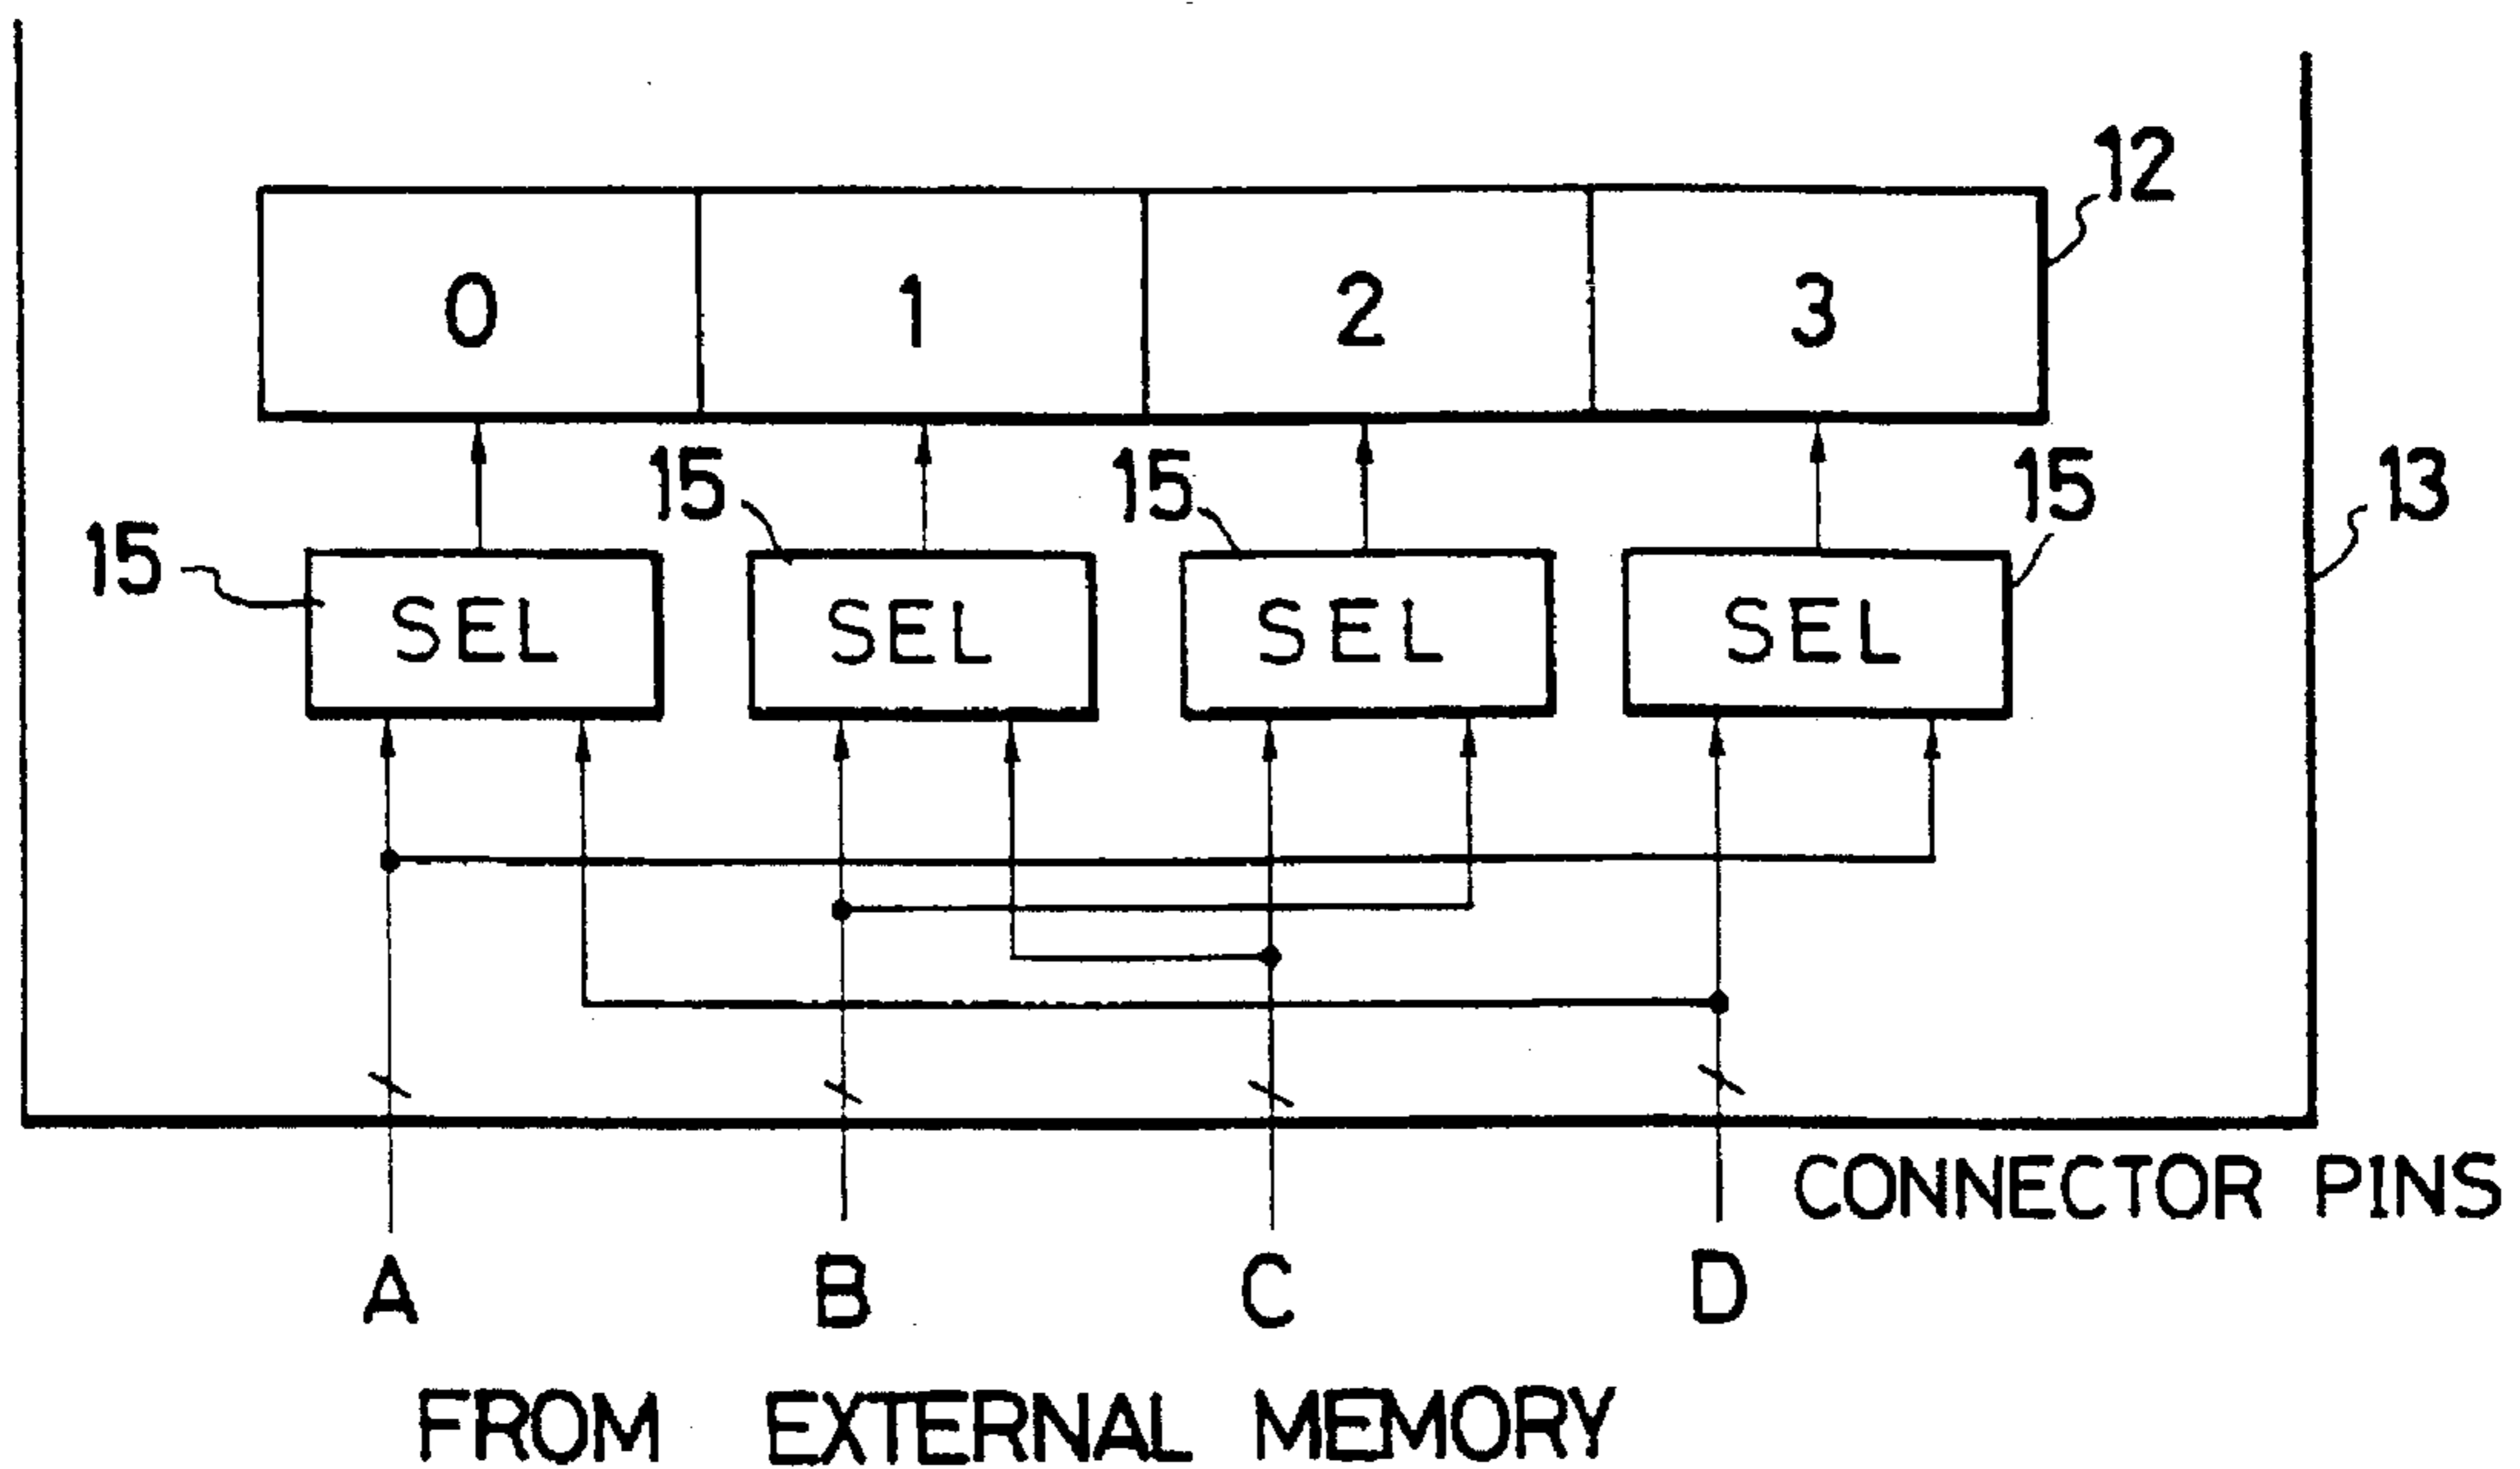 12
0 1 2 3
15 15 15 13
15
SEL SEL SEL SEL
CONNECTOR PINS
A B C D
FROM EXTERNAL MEMORY